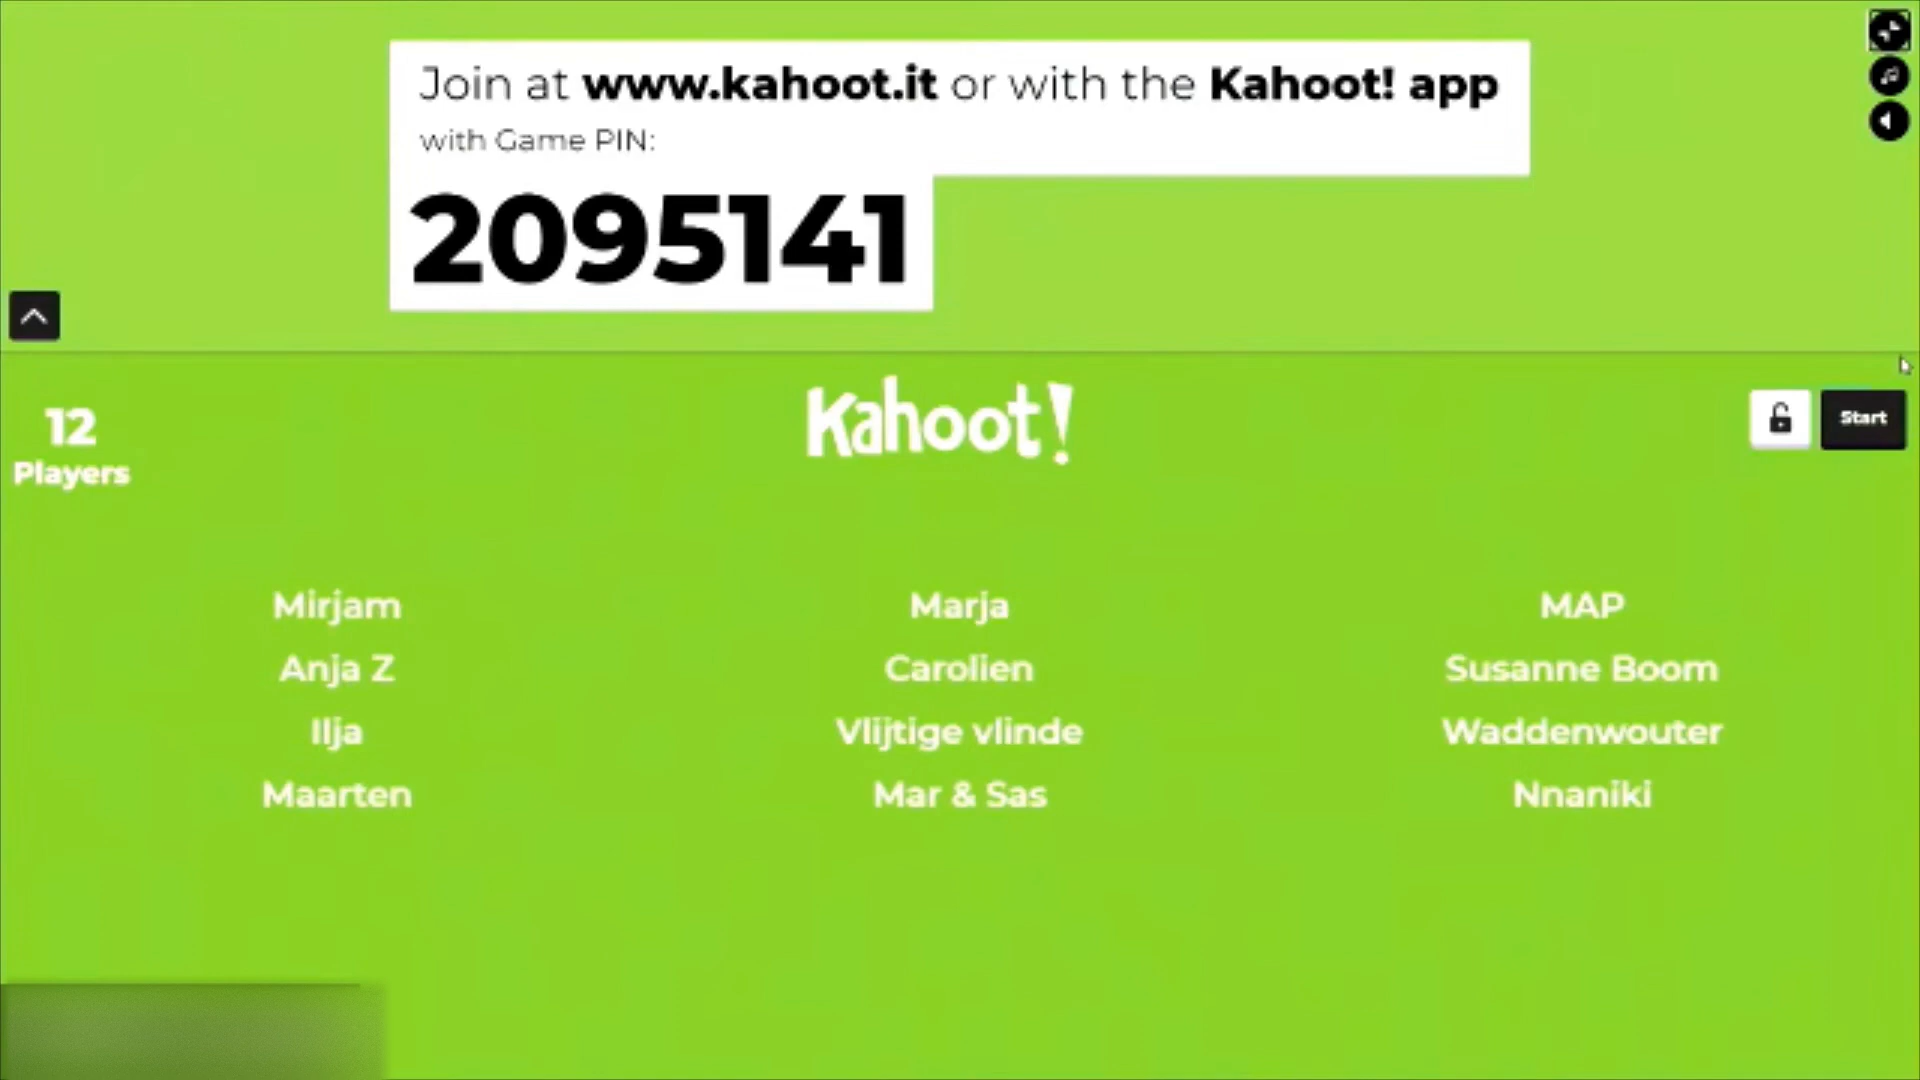 Join at www.kahoot.it or with the Kahoot! app
with Game PIN:
2095141
12
Players
Kahoot!
Start
Mirjam
Marja
MAP
Anja Z
Carolien
Susanne Boom
Ilja
Vlijtige vlinde
Waddenwouter
Maarten
Mar & Sas
Nnaniki